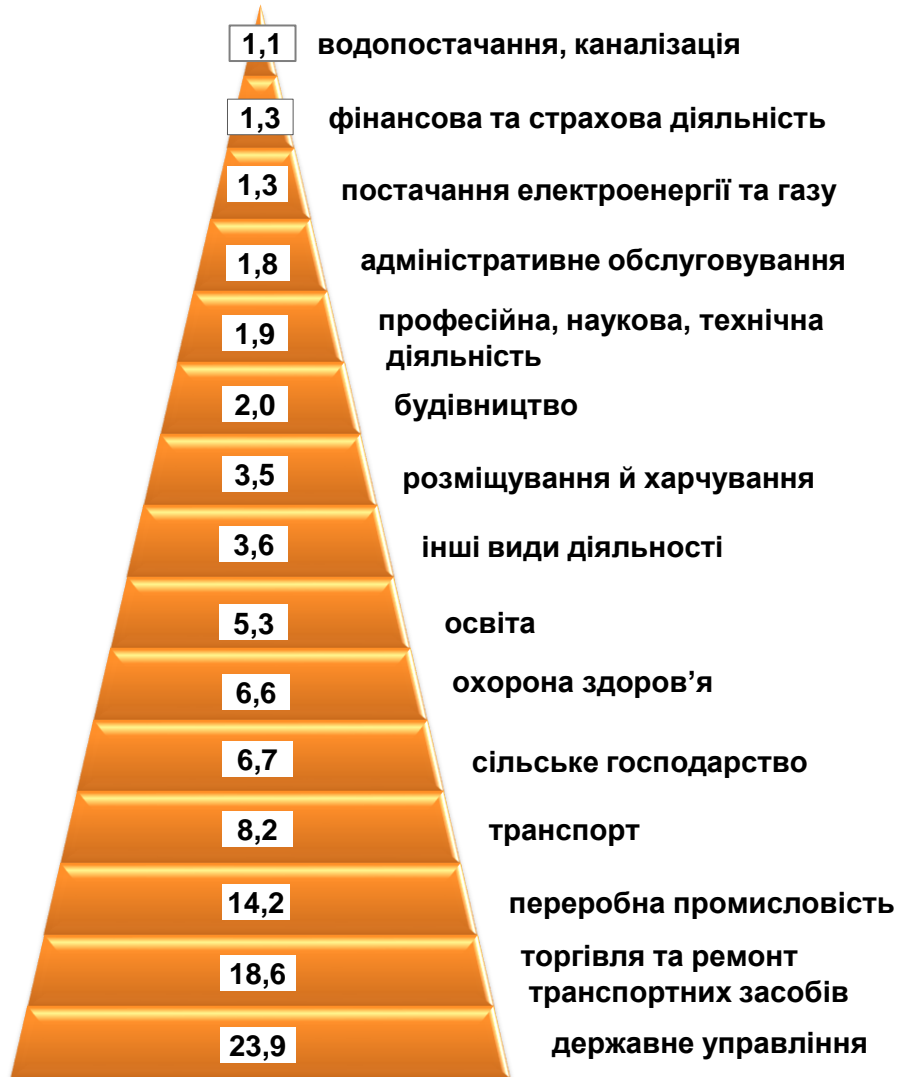 1,1 водопостачання, каналізація
1,3 фінансова та страхова діяльність
1,3 постачання електроенергії та газу
1,8 адміністративне обслуговування
1,9 професійна, наукова, технічна
діяльність
2,0 будівництво
3,5 розміщування й харчування
3,6 інші види діяльності
5,3 освіта
6,6 охорона здоров’я
6,7 сільське господарство
8,2 транспорт
14,2 переробна промисловість
18,6 торгівля та ремонт
транспортних засобів
23,9 державне управління